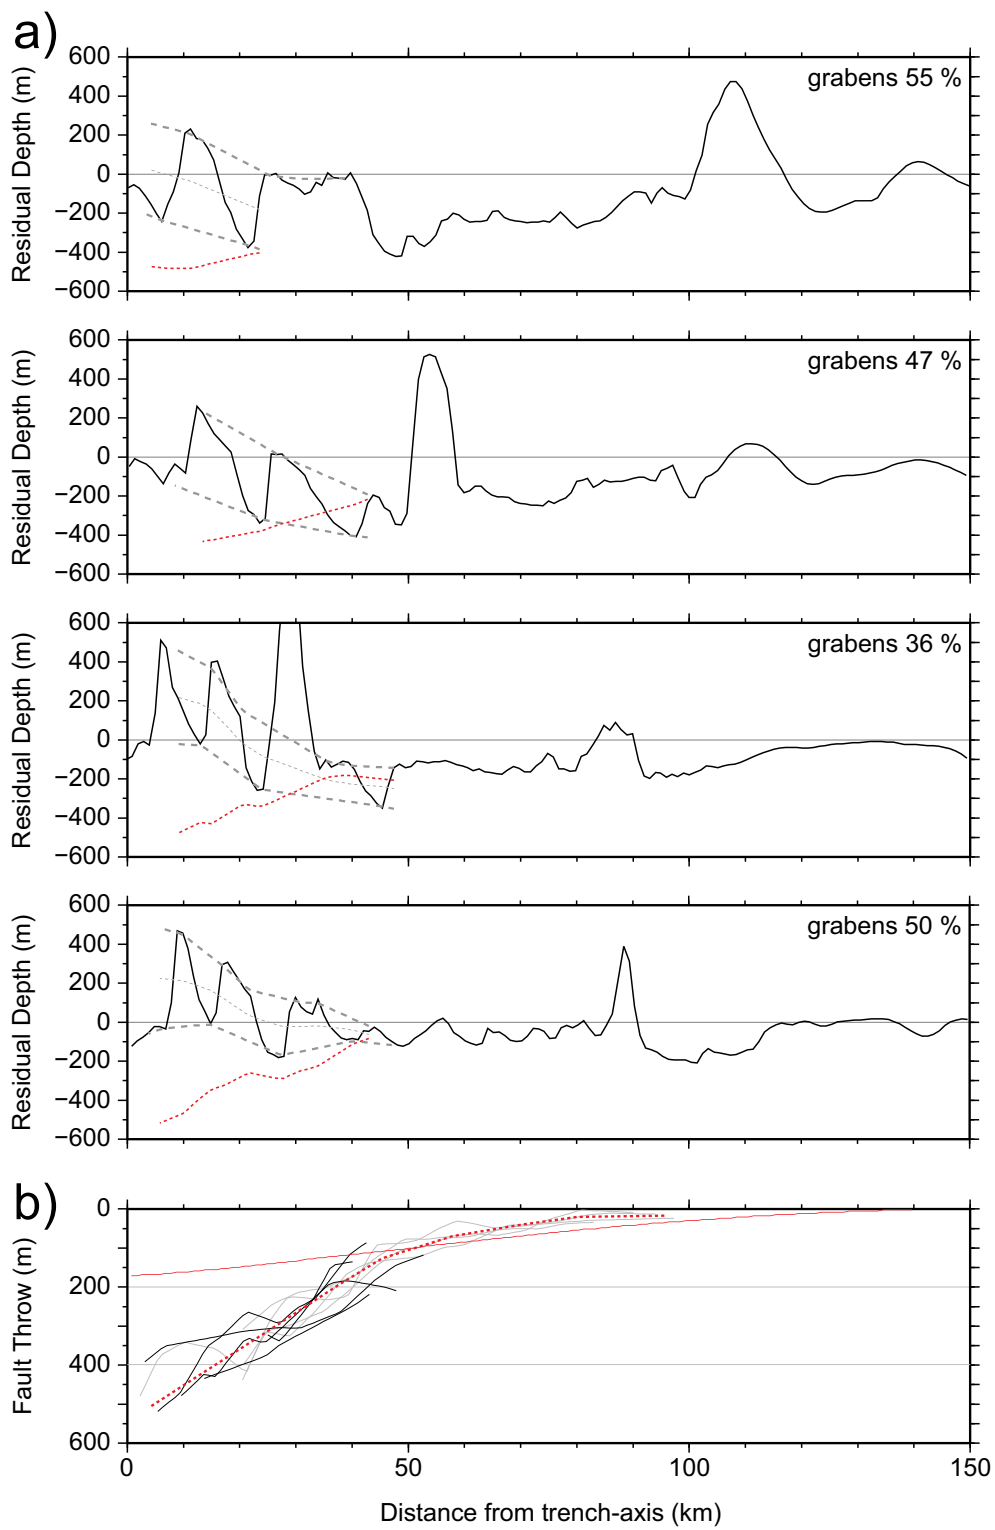 a)
Residual Depth (m)
600
400
200
0
−200
−400
−600
grabens 55 %
Residual Depth (m)
600
400
200
0
−200
−400
−600
grabens 47 %
Residual Depth (m)
600
400
200
0
−200
−400
−600
grabens 36 %
Residual Depth (m)
600
400
200
0
−200
−400
−600
grabens 50 %
b)
Fault Throw (m)
0
200
400
600
0 50 100 150
Distance from trench-axis (km)